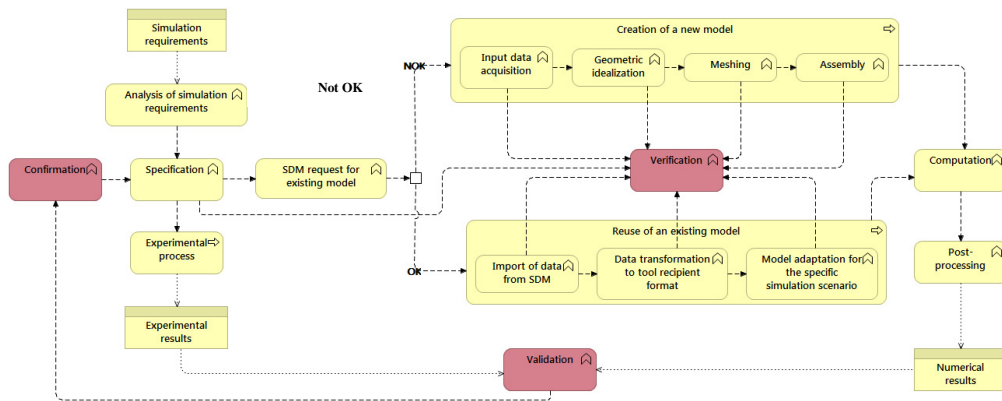 Simulation
requirements
Creation of a new model
Input data
acquisition
Geometric
idealization
Meshing
Assembly
NOK
Not OK
Analysis of simulation
requirements
Confirmation
Specification
SDM request for
existing model
Verification
Computation
Experimental
process
Reuse of an existing model
Import of data
from SDM
Data transformation
to tool recipient
format
Model adaptation for
the specific
simulation scenario
Post-
processing
OK
Experimental
results
Validation
Numerical
results